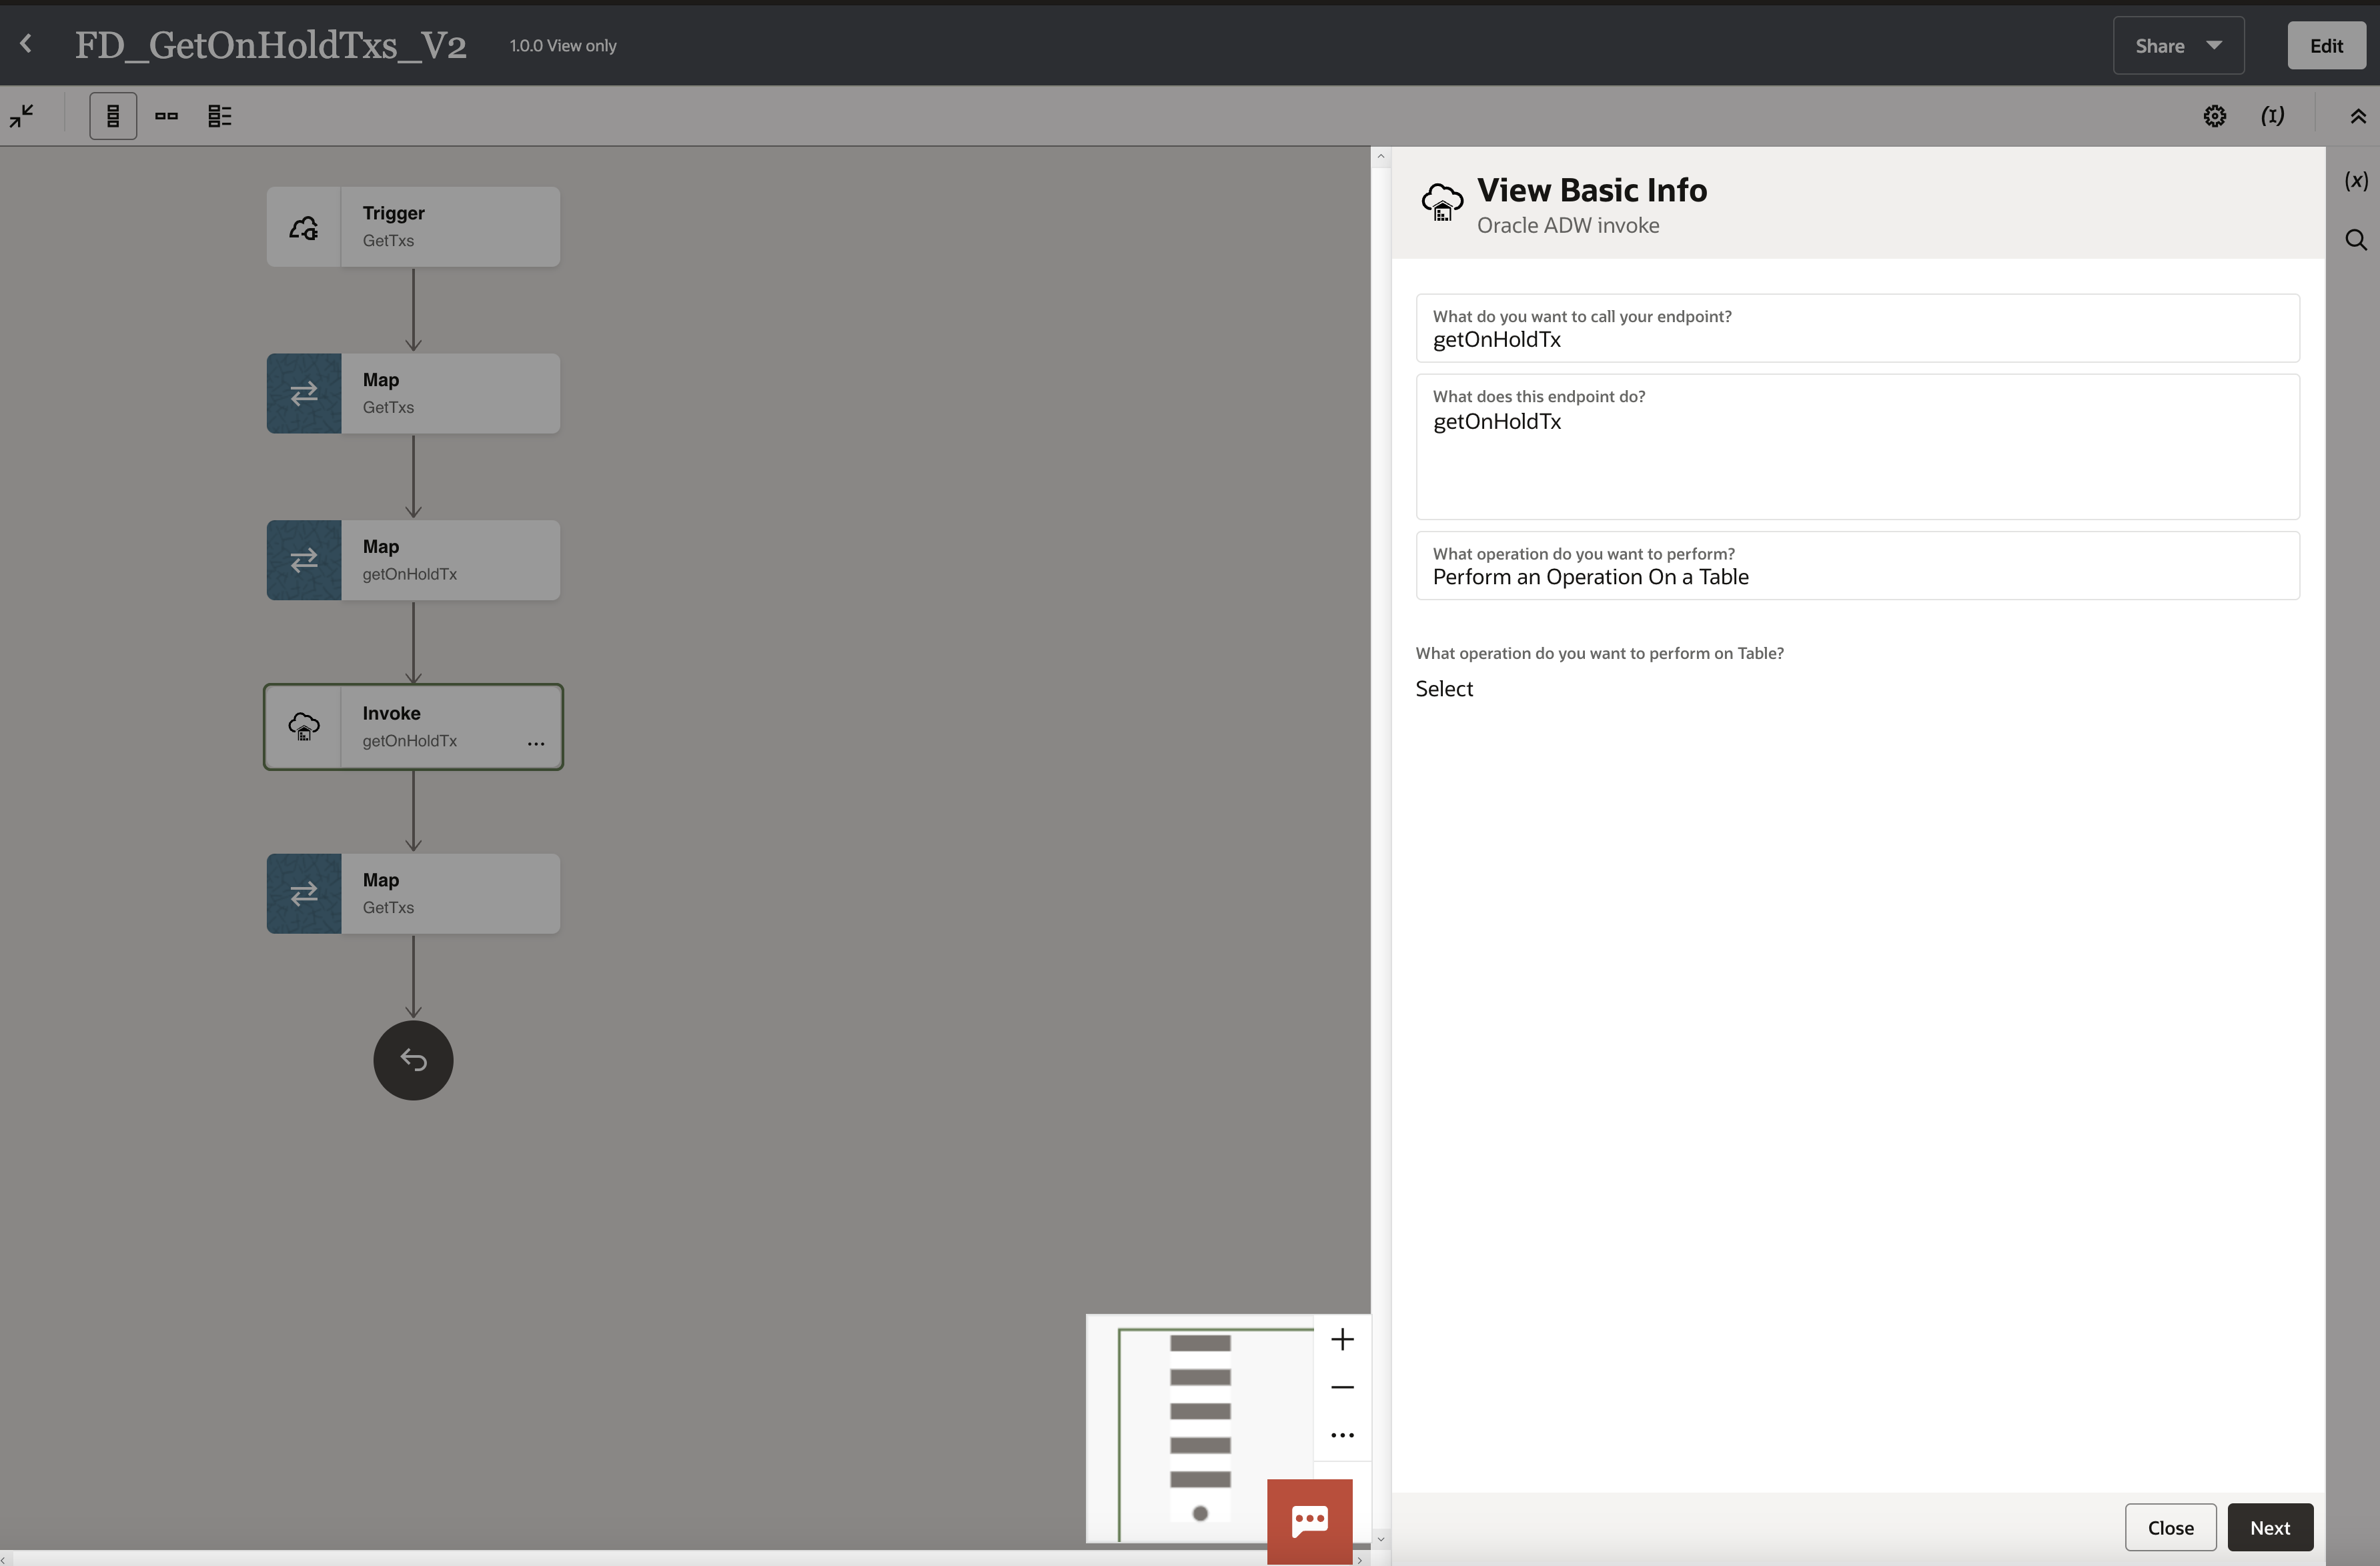 FD_GetOnHoldTxs_V2
1.0.0 View only
Share
Edit
(I)
(x)
Trigger
GetTxs
Map
GetTxs
Map
getOnHoldTx
Invoke
getOnHoldTx
...
Map
GetTxs
View Basic Info
Oracle ADW invoke
What do you want to call your endpoint?
getOnHoldTx
What does this endpoint do?
getOnHoldTx
What operation do you want to perform?
Perform an Operation On a Table
What operation do you want to perform on Table?
Select
Close
Next